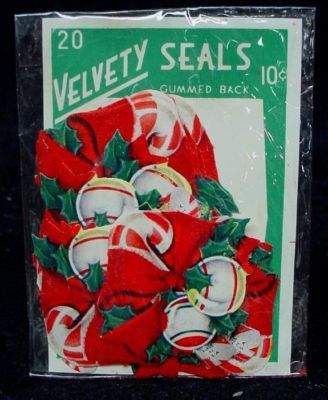 20
VELVETY SEALS
10¢
GUMMED BACK